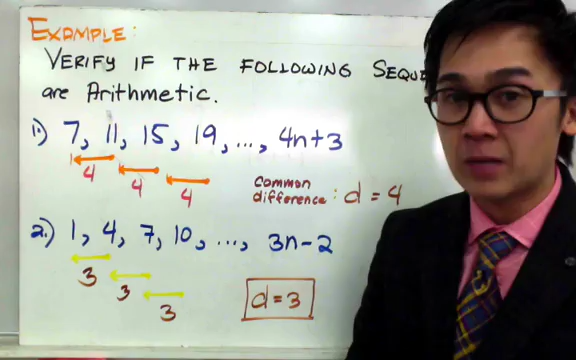 EXAMPLE:
VERIFY IF THE FOLLOWING SEQUE
are Arithmetic.
1.) 7, 11, 15, 19, ..., 4n+3
4 4 4
common difference: d = 4
2.) 1, 4, 7, 10, ..., 3n-2
3 3 3
d = 3